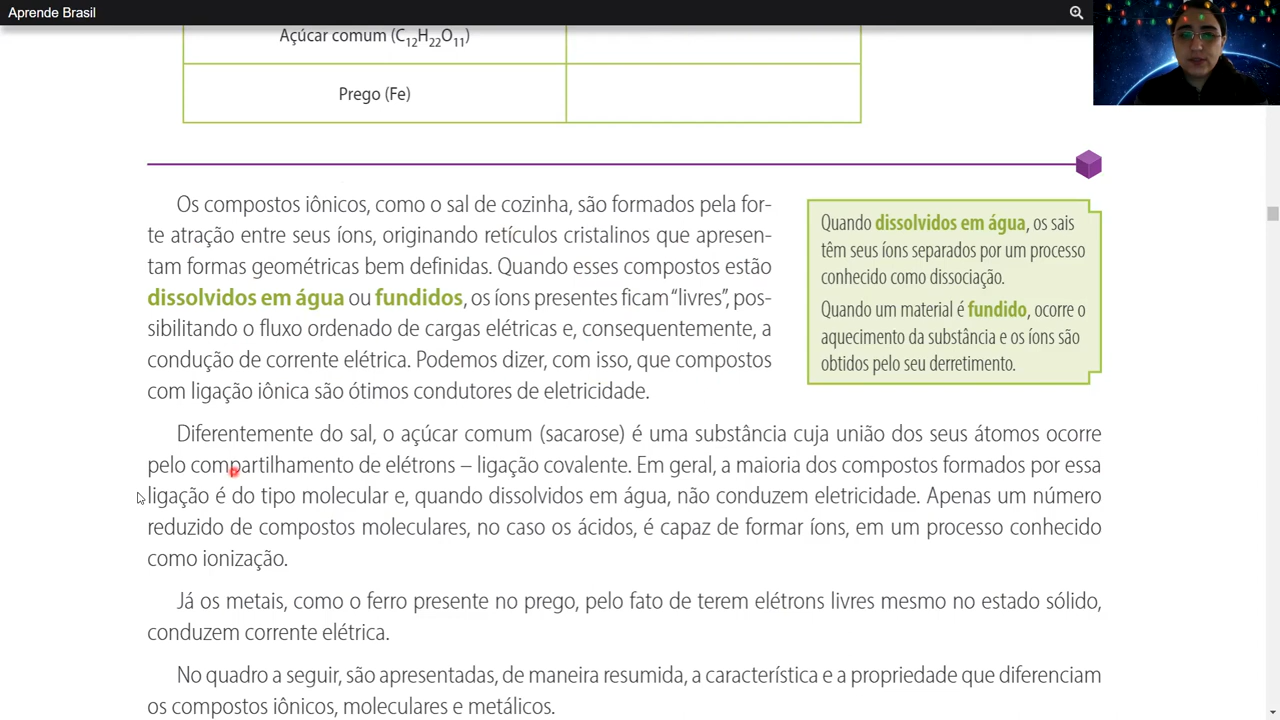 Aprende Brasil
Açúcar comum (C₁₂H₂₂O₁₁)
Prego (Fe)
Os compostos iônicos, como o sal de cozinha, são formados pela for-
te atração entre seus íons, originando retículos cristalinos que apresen-
tam formas geométricas bem definidas. Quando esses compostos estão
dissolvidos em água ou fundidos, os íons presentes ficam “livres”, pos-
sibilitando o fluxo ordenado de cargas elétricas e, consequentemente, a
condução de corrente elétrica. Podemos dizer, com isso, que compostos
com ligação iônica são ótimos condutores de eletricidade.
Quando dissolvidos em água, os sais
têm seus íons separados por um processo
conhecido como dissociação.
Quando um material é fundido, ocorre o
aquecimento da substância e os íons são
obtidos pelo seu derretimento.
Diferentemente do sal, o açúcar comum (sacarose) é uma substância cuja união dos seus átomos ocorre
pelo compartilhamento de elétrons – ligação covalente. Em geral, a maioria dos compostos formados por essa
ligação é do tipo molecular e, quando dissolvidos em água, não conduzem eletricidade. Apenas um número
reduzido de compostos moleculares, no caso os ácidos, é capaz de formar íons, em um processo conhecido
como ionização.
Já os metais, como o ferro presente no prego, pelo fato de terem elétrons livres mesmo no estado sólido,
conduzem corrente elétrica.
No quadro a seguir, são apresentadas, de maneira resumida, a característica e a propriedade que diferenciam
os compostos iônicos, moleculares e metálicos.